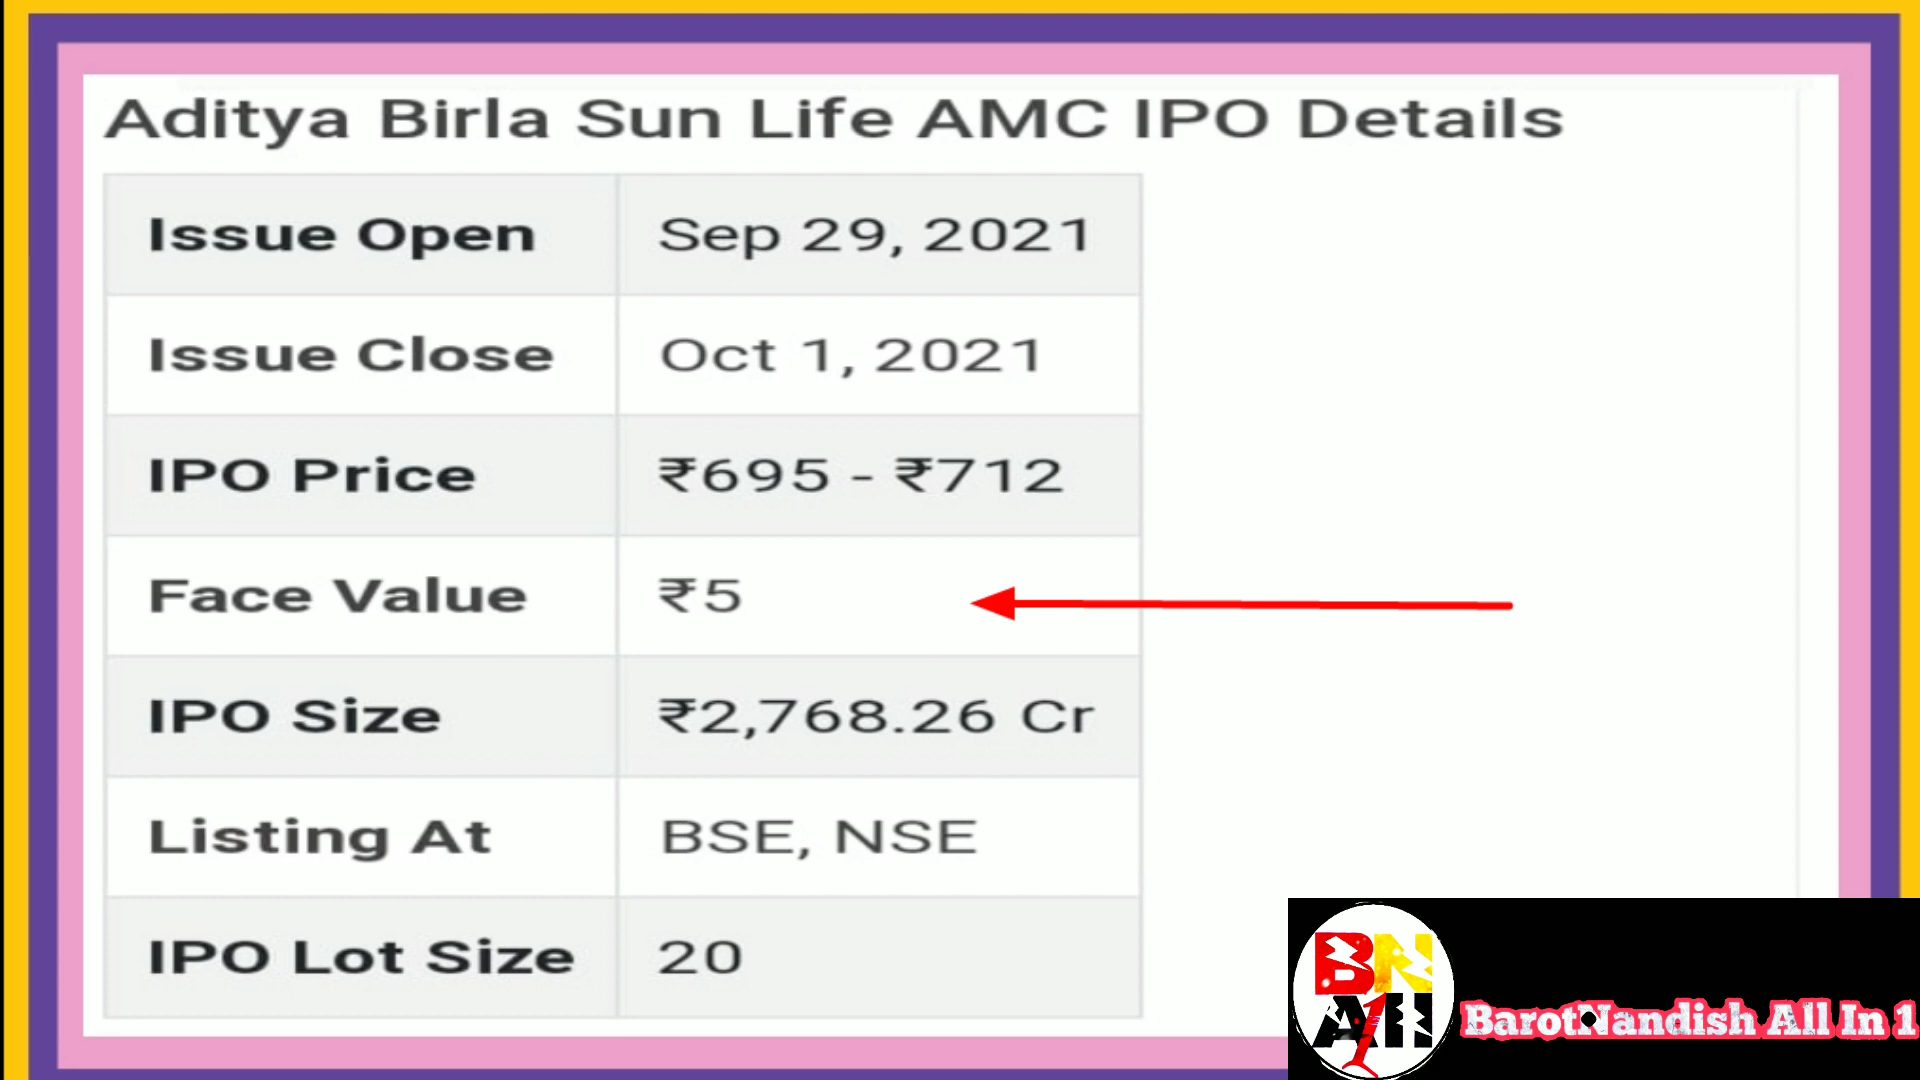 Aditya Birla Sun Life AMC IPO Details
Issue Open Sep 29, 2021
Issue Close Oct 1, 2021
IPO Price ₹695 - ₹712
Face Value ₹5
IPO Size ₹2,768.26 Cr
Listing At BSE, NSE
IPO Lot Size 20
BN
A1II
BarotNandish All In 1